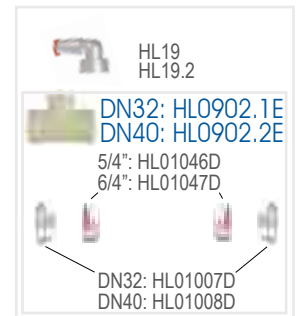 HL19
HL19.2
DN32: HL0902.1E
DN40: HL0902.2E
5/4": HL01046D
6/4": HL01047D
DN32: HL01007D
DN40: HL01008D